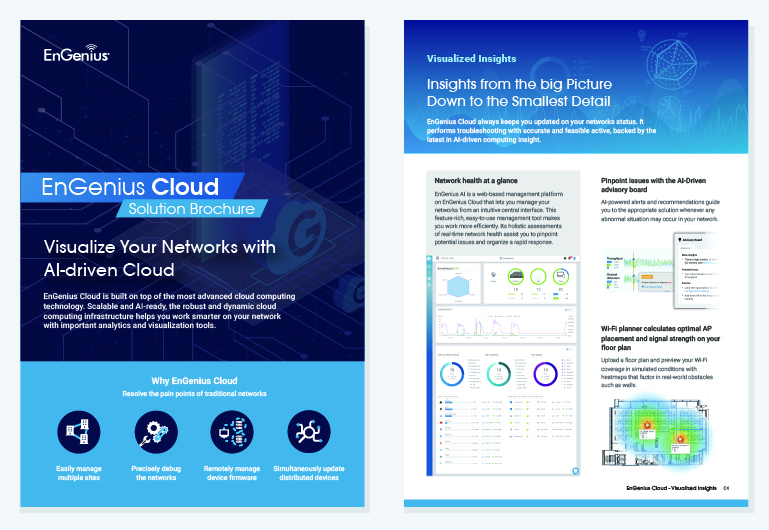 EnGenius
EnGenius Cloud
Solution Brochure
Visualize Your Networks with
AI-driven Cloud
EnGenius Cloud is built on top of the most advanced cloud computing
technology. Scalable and AI-ready, the robust and dynamic cloud
computing infrastructure helps you work smarter on your network
with important analytics and visualization tools.
Why EnGenius Cloud
Resolve the pain points of traditional networks
Easily manage
multiple sites
Precisely debug
the networks
Remotely manage
device firmware
Simultaneously update
distributed devices
Visualized Insights
Insights from the big Picture
Down to the Smallest Detail
EnGenius Cloud always keeps you updated on your networks status. It
performs troubleshooting with accurate and feasible active, backed by the
latest in AI-driven computing insight.
Network health at a glance
EnGenius AI is a web-based management platform
on EnGenius Cloud that lets you manage your
networks from an intuitive central interface. This
feature-rich, easy-to-use management tool makes
you work more efficiently. Its holistic assessments
of real-time network health assist you to pinpoint
potential issues and organize a rapid response.
Pinpoint issues with the AI-Driven
advisory board
AI-powered alerts and recommendations guide
you to the appropriate solution whenever any
abnormal situation may occur in your network.
Throughput
Advisory Board
Wi-Fi planner calculates optimal AP
placement and signal strength on your
floor plan
Upload a floor plan and preview your Wi-Fi
coverage in simulated conditions with
heatmaps that factor in real-world obstacles
such as walls.
EnGenius Cloud - Visualized Insights 04